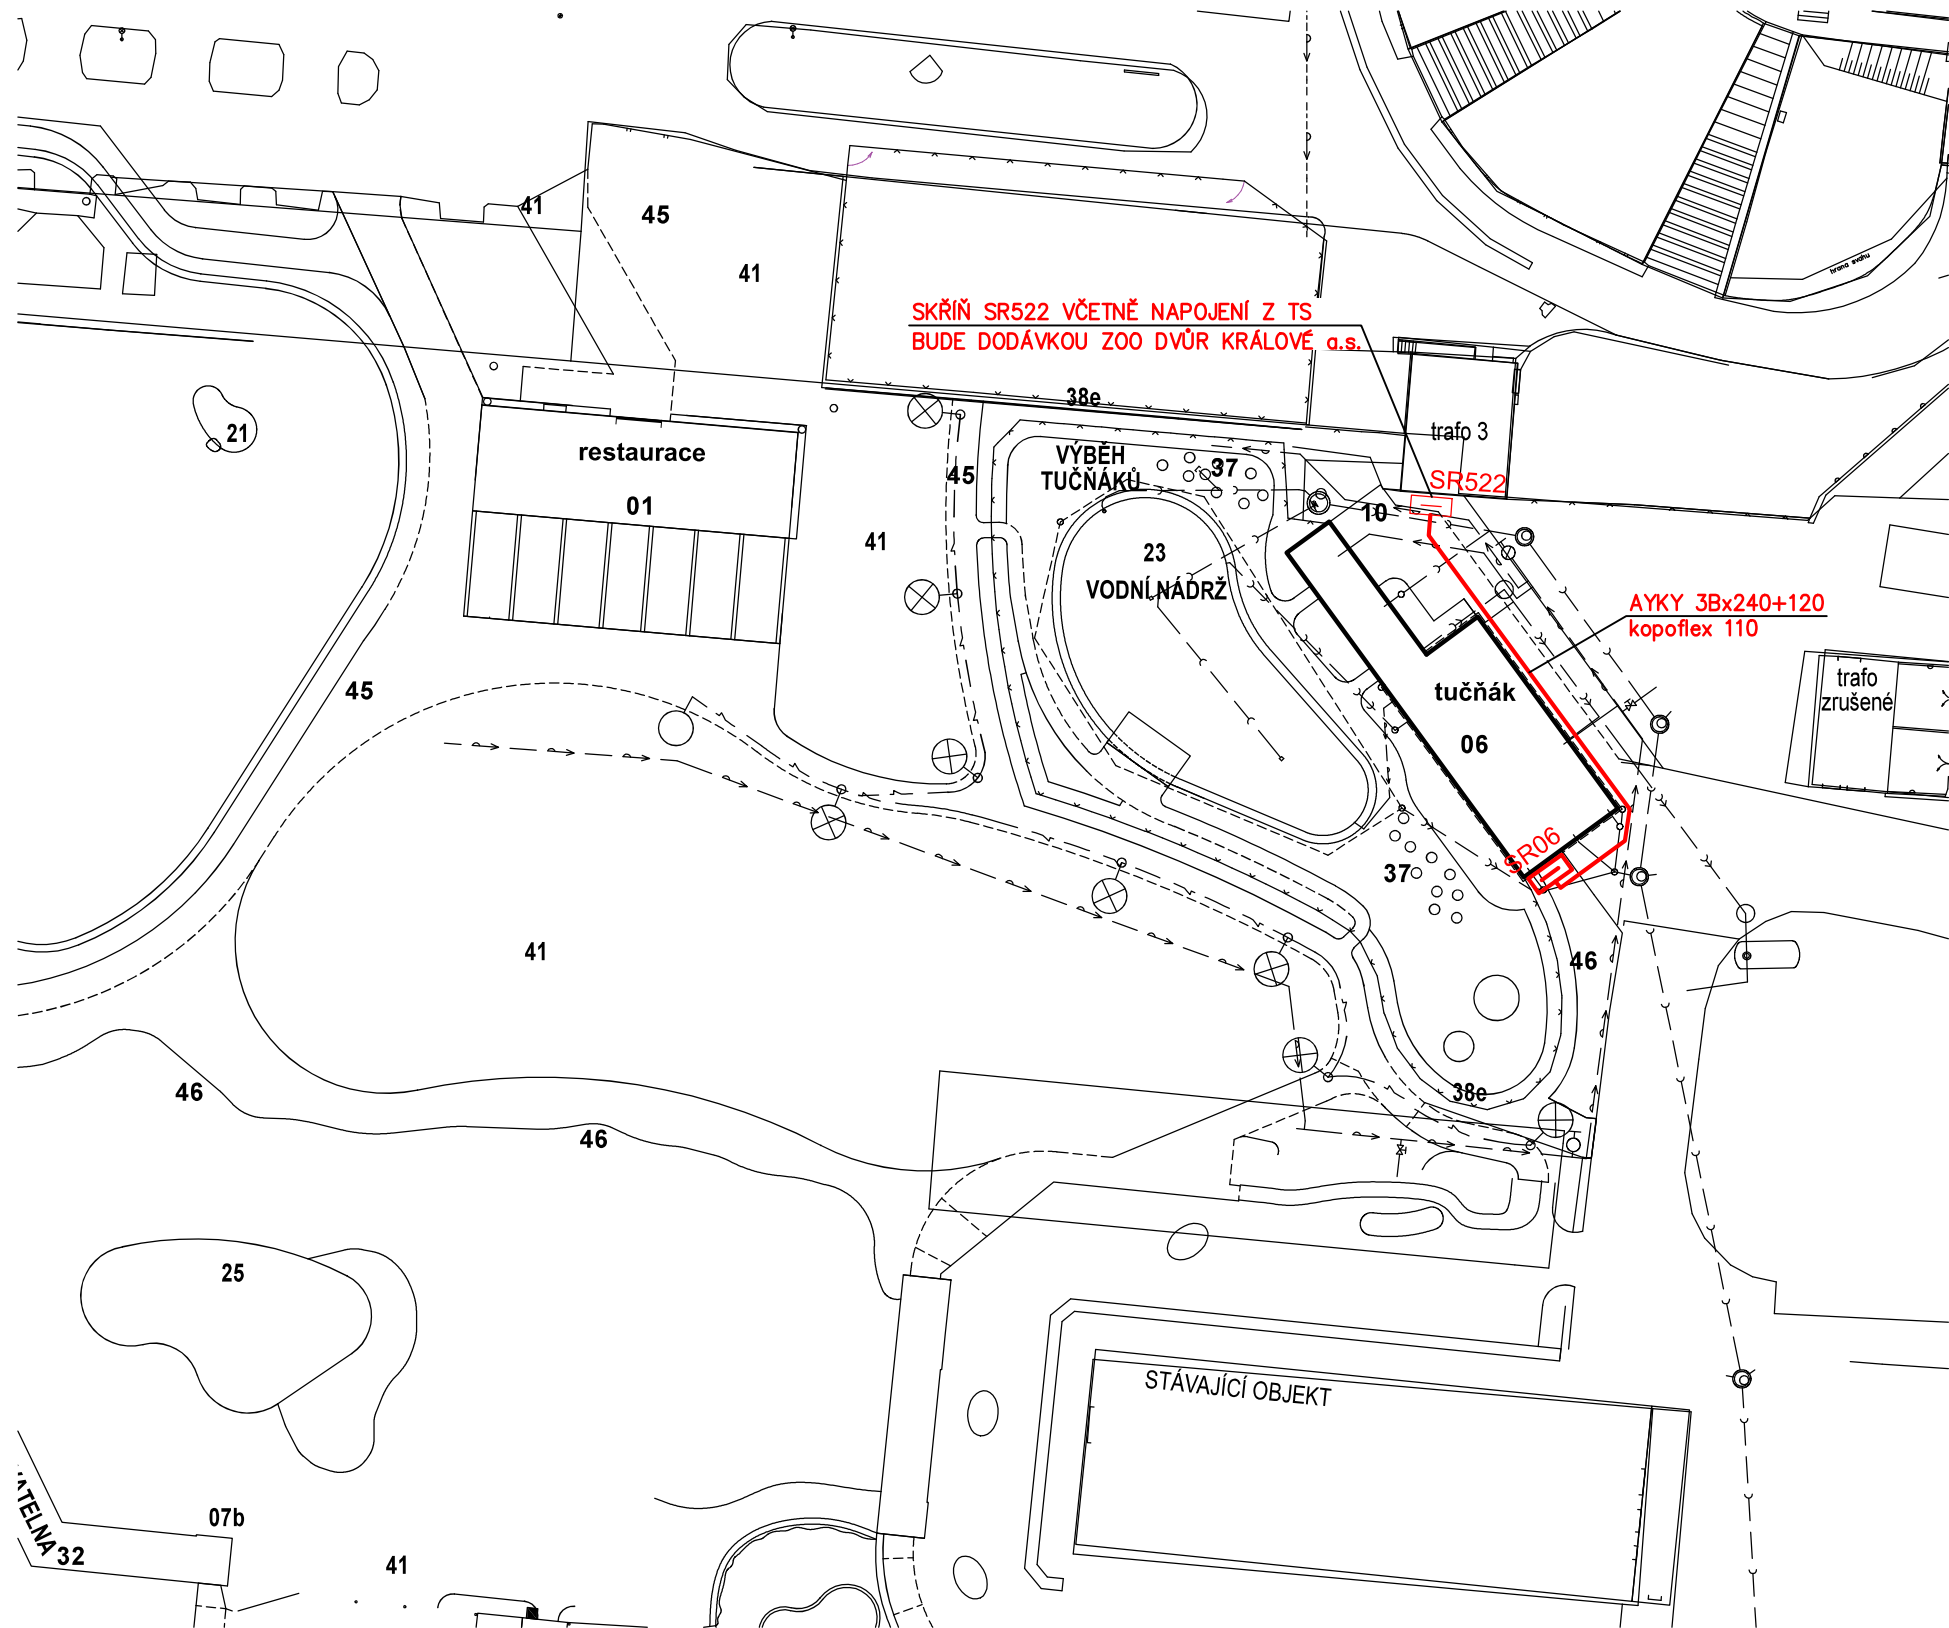 41
45
41
hrana svahu
SKŘÍŇ SR522 VČETNĚ NAPOJENÍ Z TS
BUDE DODÁVKOU ZOO DVŮR KRÁLOVÉ a.s.
38e
21
restaurace
01
45
41
VÝBĚH
TUČŇÁKŮ
37
trafo 3
SR522
10
23
VODNÍ NÁDRŽ
AYKY 3Bx240+120
kopoflex 110
45
tučňák
06
trafo
zrušené
SR06
37
41
46
46
46
38e
25
STÁVAJÍCÍ OBJEKT
07b
32
41